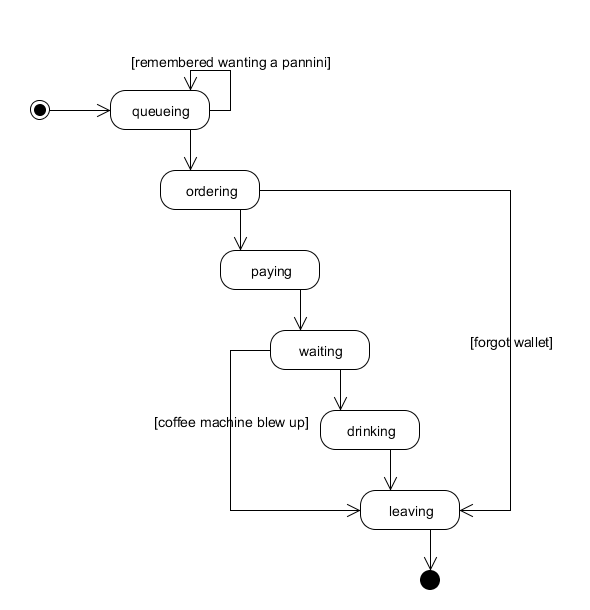 [remembered wanting a pannini]
queueing
ordering
paying
waiting
[forgot wallet]
[coffee machine blew up]
drinking
leaving